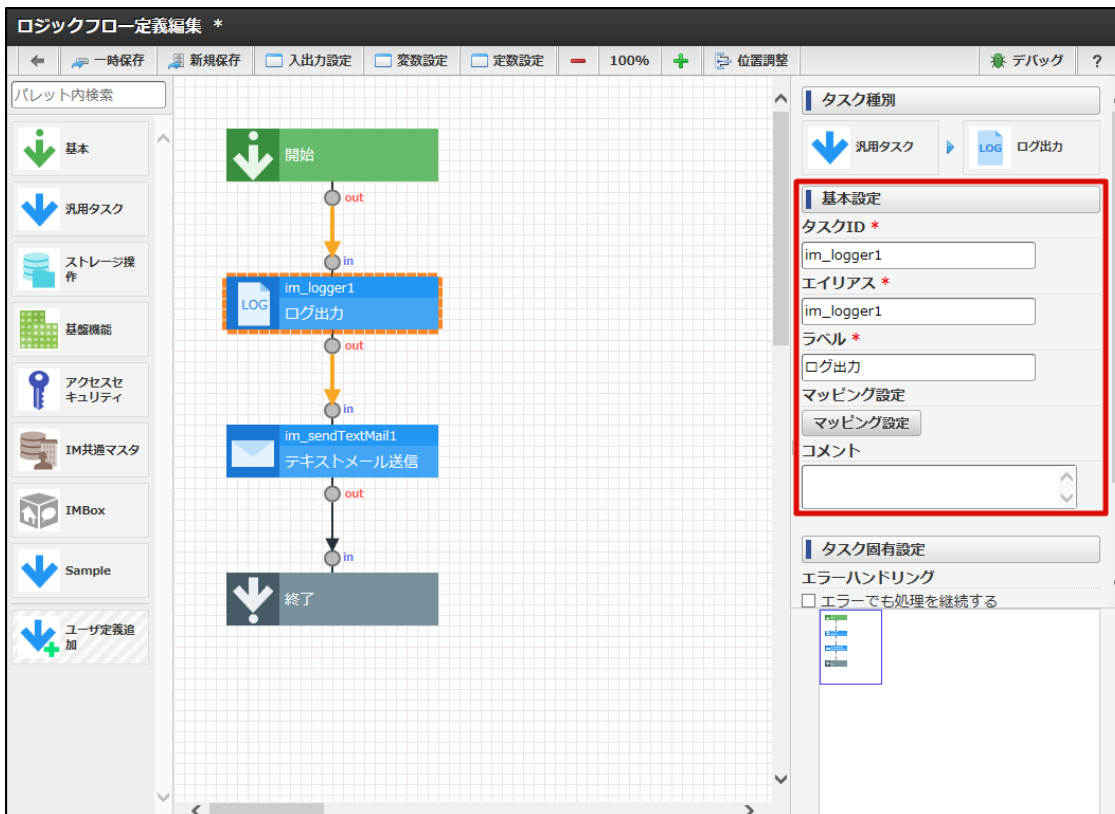 ロジックフロー定義編集 *
一時保存 新規保存 入出力設定 変数設定 定数設定 100% 位置調整 デバッグ ?
パレット内検索
基本
汎用タスク
ストレージ操
作
基盤機能
アクセスセ
キュリティ
IM共通マスタ
IMBox
Sample
ユーザ定義追
加
開始
out
in
im_logger1
LOG
ログ出力
out
in
im_sendTextMail1
テキストメール送信
out
in
終了
タスク種別
汎用タスク LOG ログ出力
基本設定
タスクID *
im_logger1
エイリアス *
im_logger1
ラベル *
ログ出力
マッピング設定
マッピング設定
コメント
タスク固有設定
エラーハンドリング
エラーでも処理を継続する